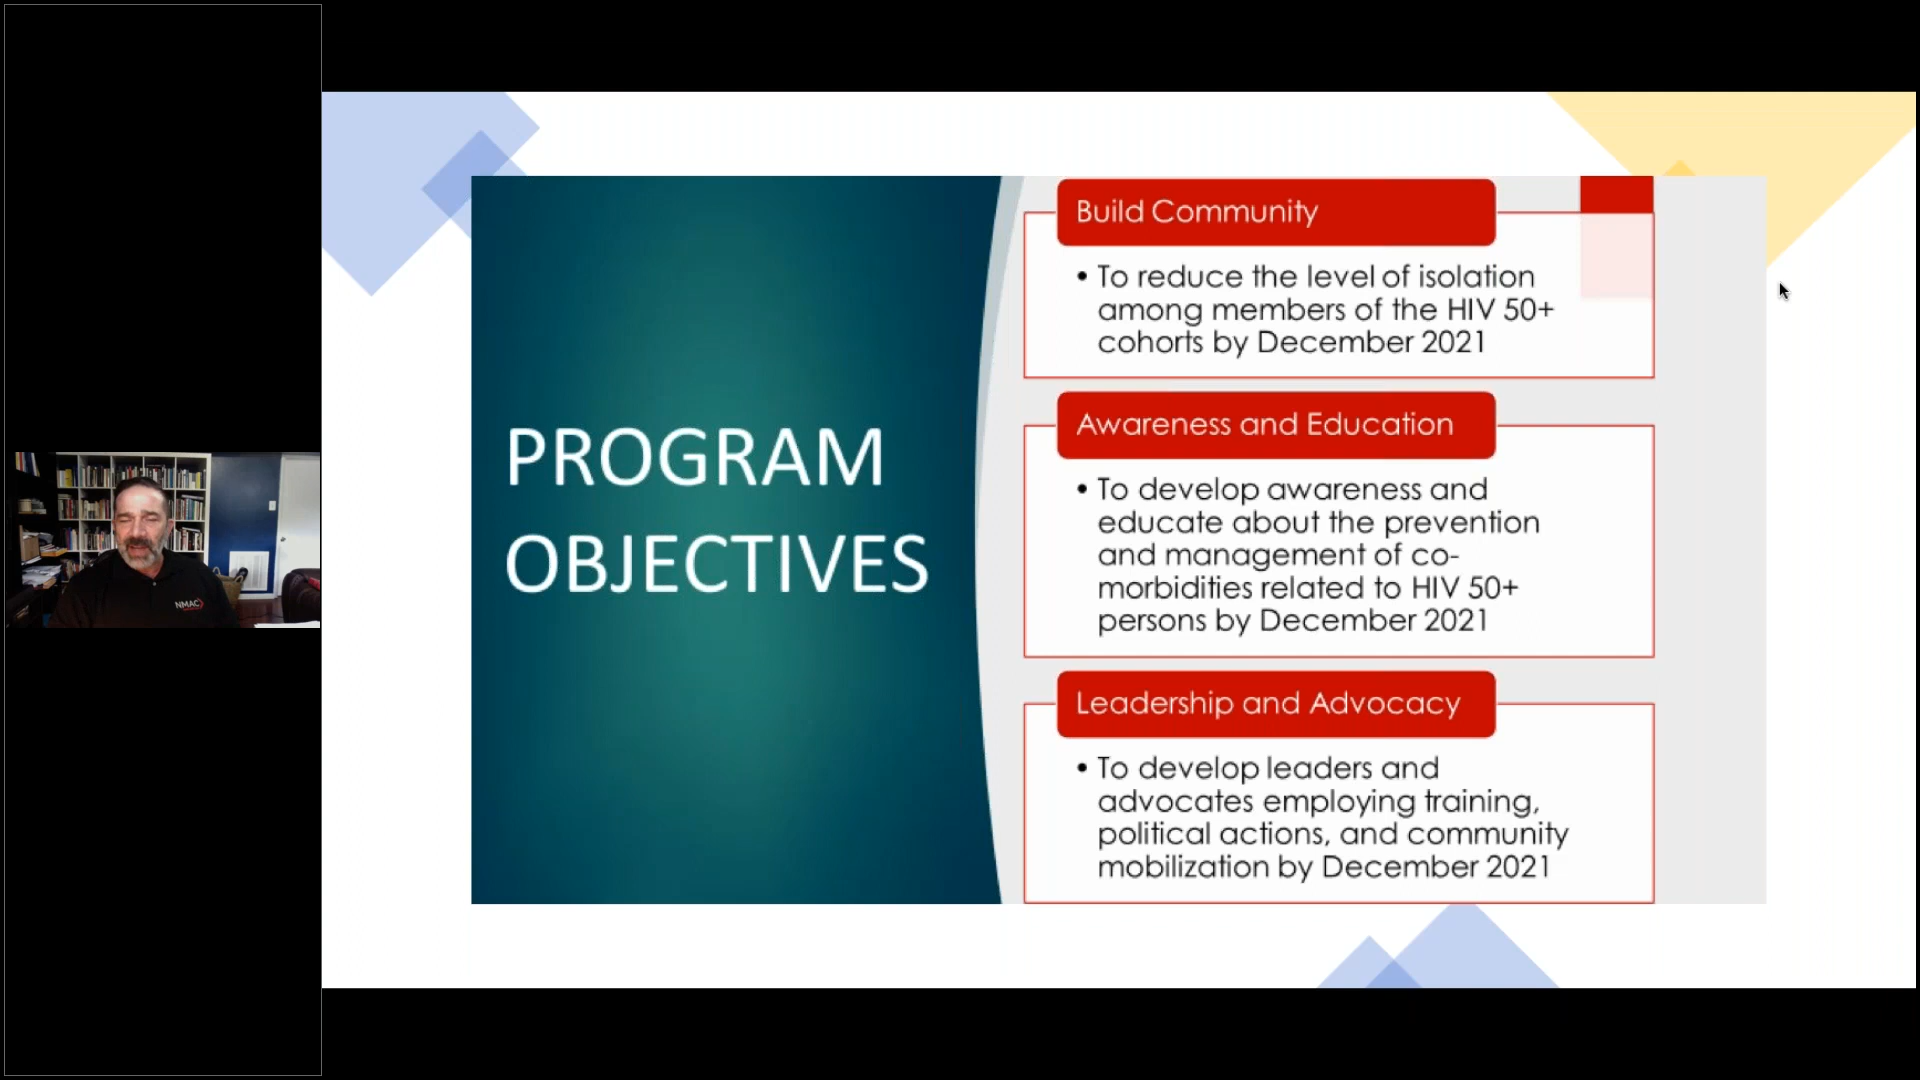 PROGRAM
OBJECTIVES
Build Community
• To reduce the level of isolation
among members of the HIV 50+
cohorts by December 2021
Awareness and Education
• To develop awareness and
educate about the prevention
and management of co-
morbidities related to HIV 50+
persons by December 2021
Leadership and Advocacy
• To develop leaders and
advocates employing training,
political actions, and community
mobilization by December 2021
NMAC